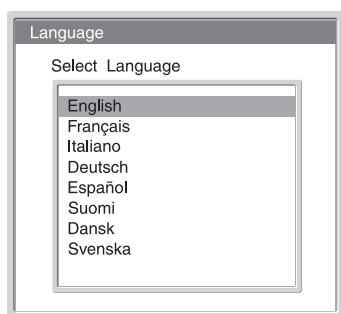 Language
Select Language
English
Français
Italiano
Deutsch
Español
Suomi
Dansk
Svenska